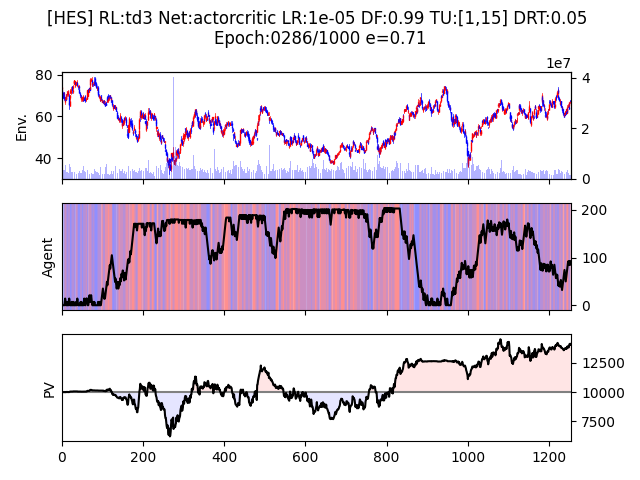 [HES] RL:td3 Net:actorcritic LR:1e-05 DF:0.99 TU:[1,15] DRT:0.05
Epoch:0286/1000 e=0.71
1e7
80
60
40
Env.
4
2
0
Agent
200
100
0
PV
12500
10000
7500
0 200 400 600 800 1000 1200